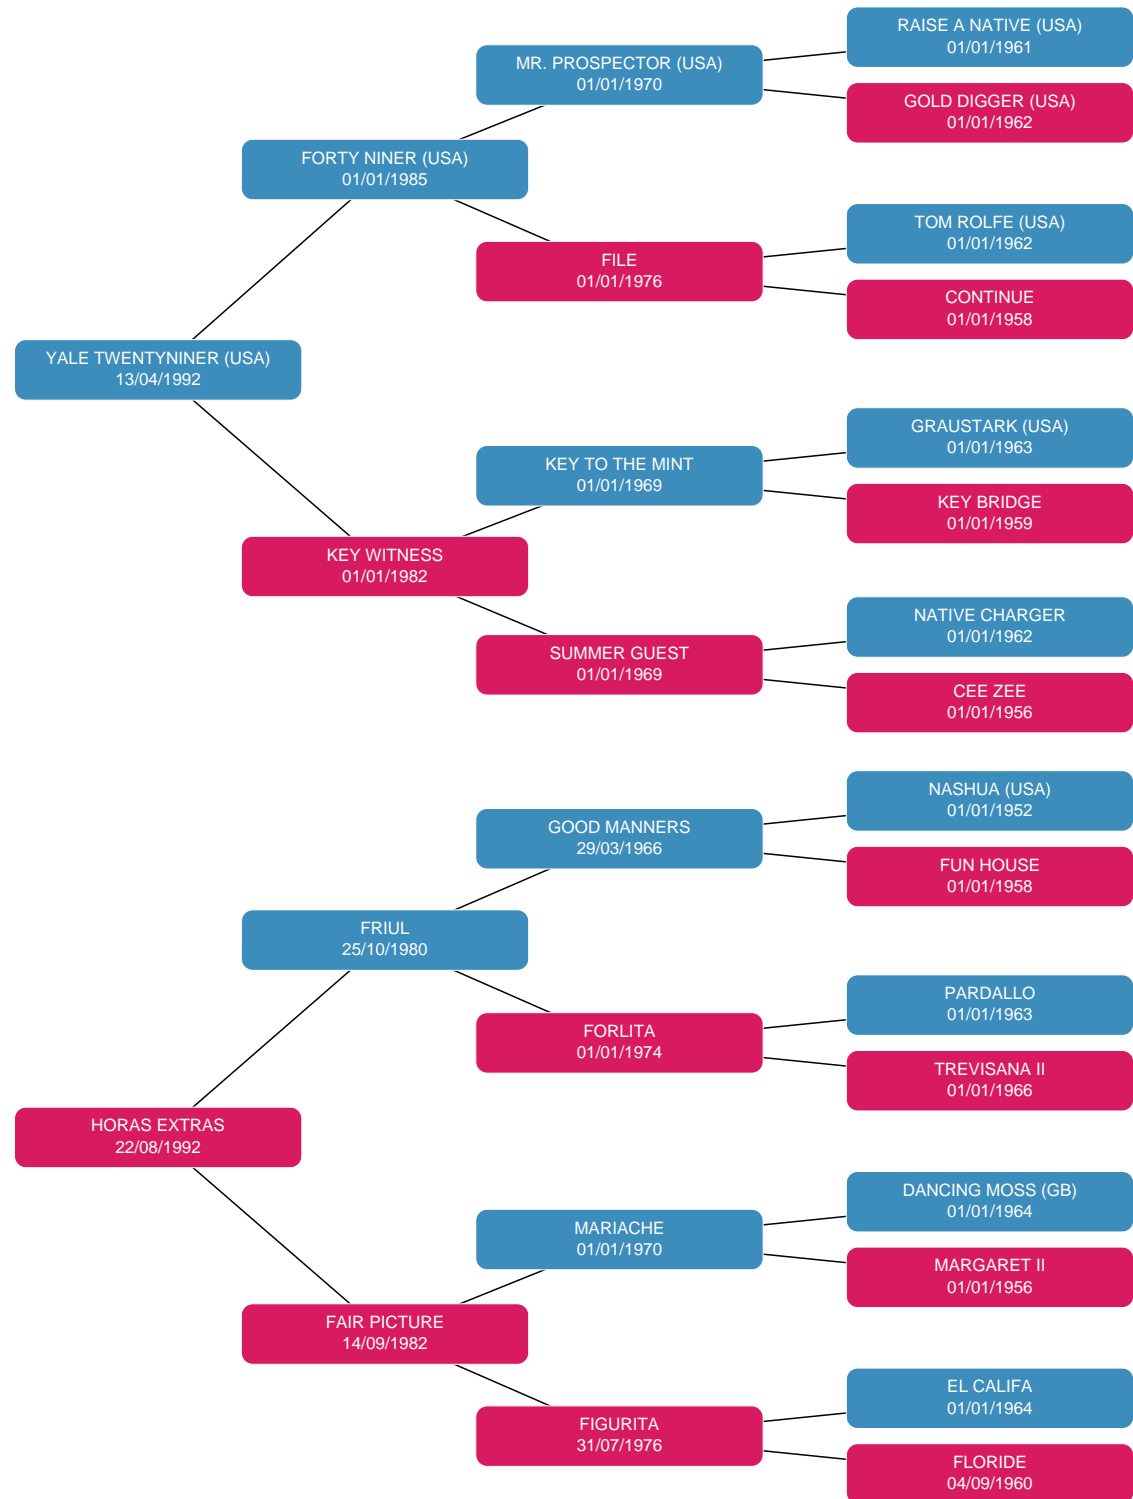 RAISE A NATIVE (USA)
01/01/1961
MR. PROSPECTOR (USA)
01/01/1970
GOLD DIGGER (USA)
01/01/1962
FORTY NINER (USA)
01/01/1985
TOM ROLFE (USA)
01/01/1962
FILE
01/01/1976
CONTINUE
01/01/1958
YALE TWENTYNINER (USA)
13/04/1992
GRAUSTARK (USA)
01/01/1963
KEY TO THE MINT
01/01/1969
KEY BRIDGE
01/01/1959
KEY WITNESS
01/01/1982
NATIVE CHARGER
01/01/1962
SUMMER GUEST
01/01/1969
CEE ZEE
01/01/1956
NASHUA (USA)
01/01/1952
GOOD MANNERS
29/03/1966
FUN HOUSE
01/01/1958
FRIUL
25/10/1980
PARDALLO
01/01/1963
FORLITA
01/01/1974
TREVISANA II
01/01/1966
HORAS EXTRAS
22/08/1992
DANCING MOSS (GB)
01/01/1964
MARIACHE
01/01/1970
MARGARET II
01/01/1956
FAIR PICTURE
14/09/1982
EL CALIFA
01/01/1964
FIGURITA
31/07/1976
FLORIDE
04/09/1960